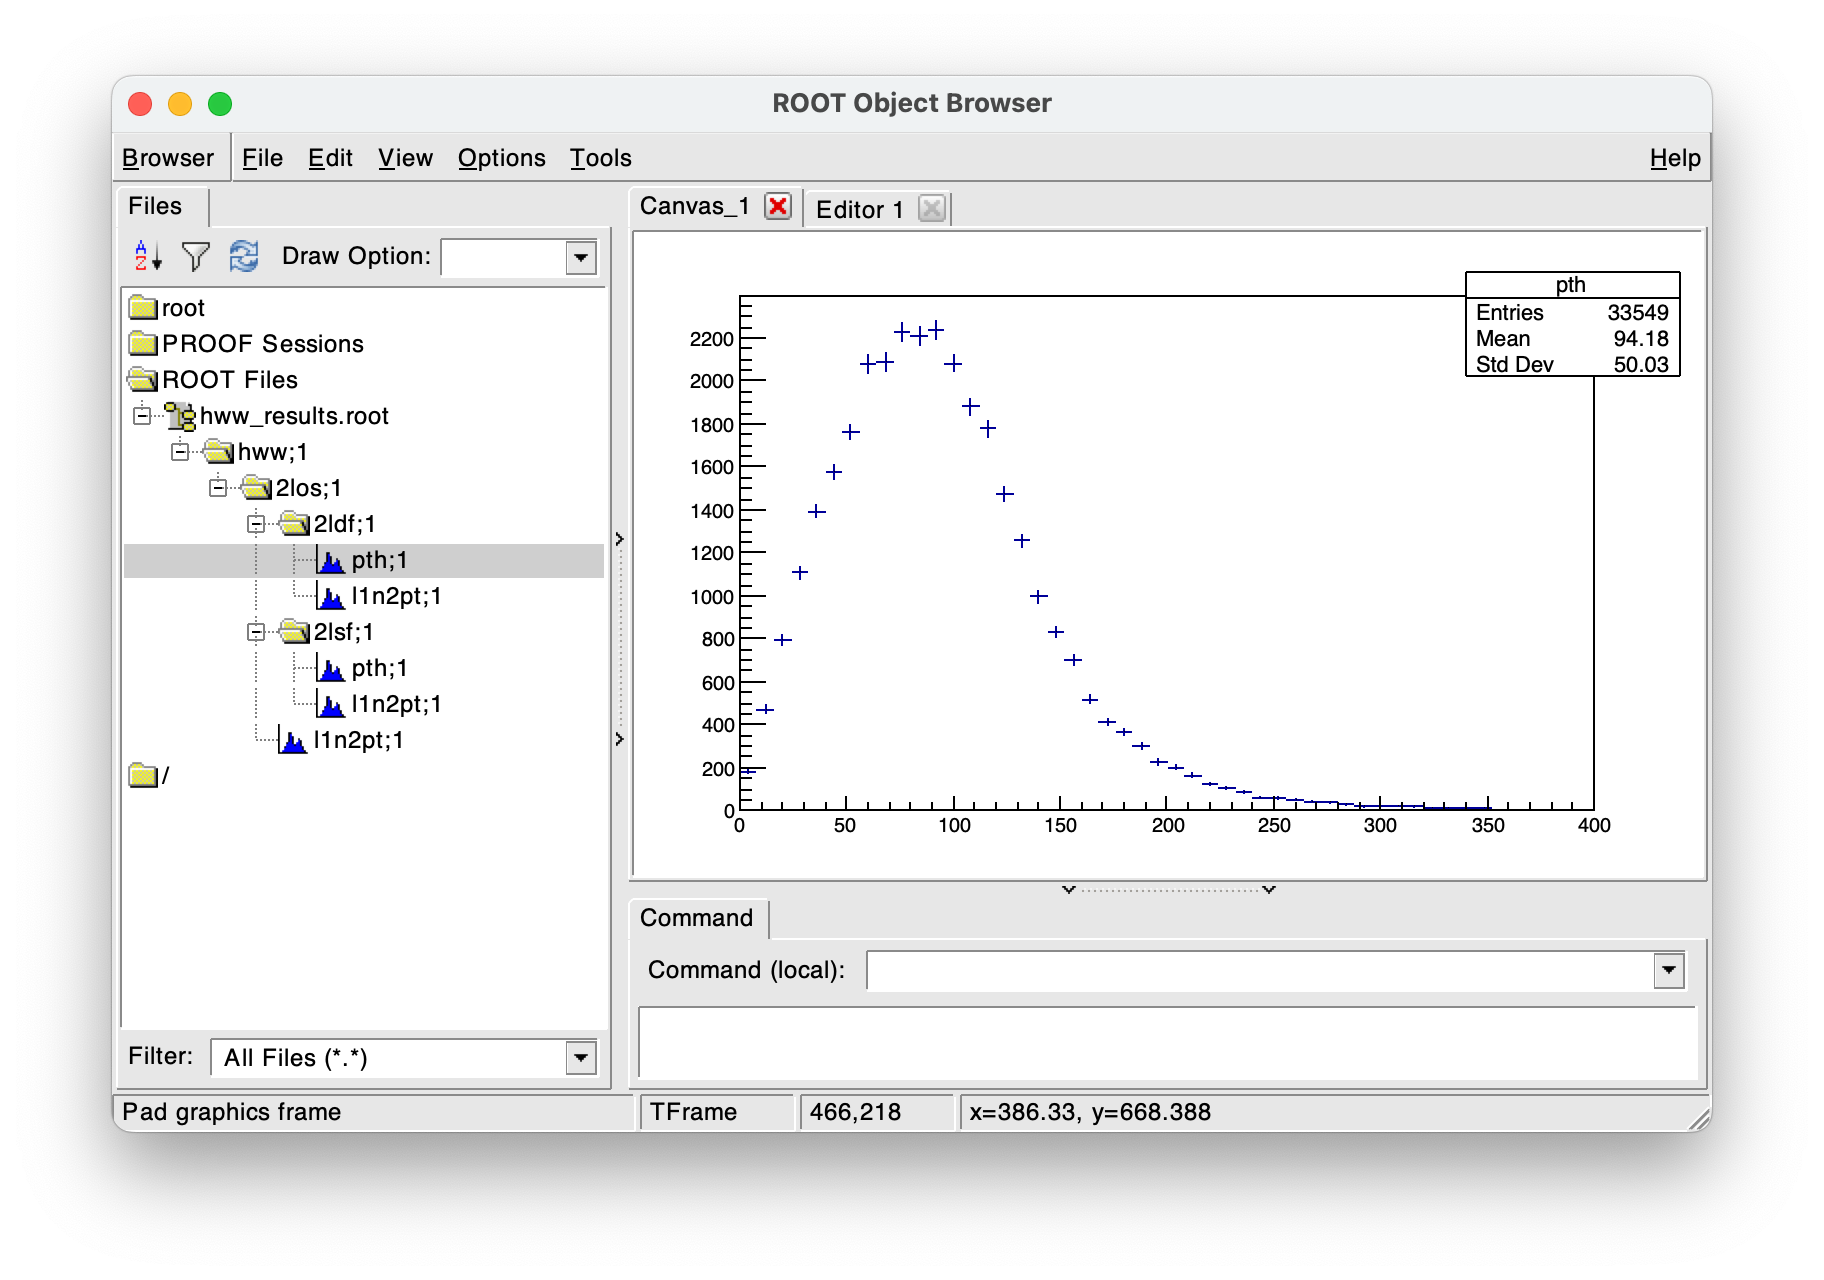 ROOT Object Browser
Browser File Edit View Options Tools Help
Files
Draw Option:
root
PROOF Sessions
ROOT Files
hww_results.root
hww;1
2los;1
2ldf;1
pth;1
l1n2pt;1
2lsf;1
pth;1
l1n2pt;1
l1n2pt;1
/
Filter: All Files (*.*)
Canvas_1 Editor 1
pth
Entries 33549
Mean 94.18
Std Dev 50.03
2200
2000
1800
1600
1400
1200
1000
800
600
400
200
0
0 50 100 150 200 250 300 350 400
Command
Command (local):
Pad graphics frame TFrame 466,218 x=386.33, y=668.388